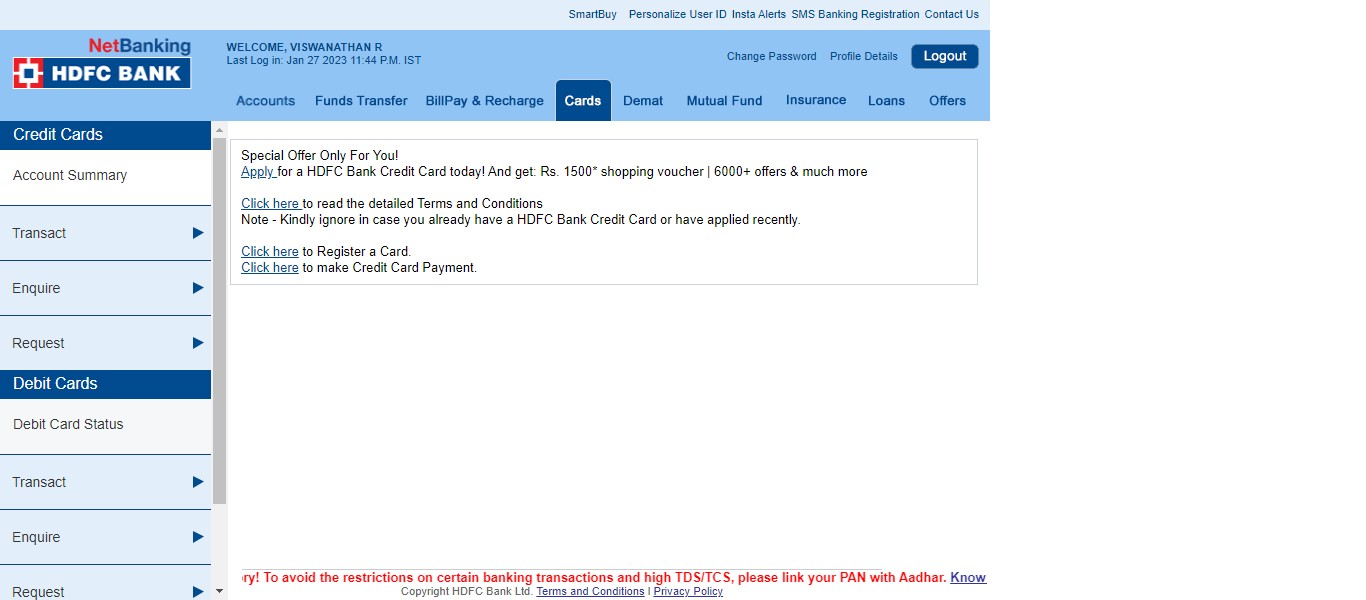 SmartBuy Personalize User ID Insta Alerts SMS Banking Registration Contact Us
NetBanking
HDFC BANK
WELCOME, VISWANATHAN R
Last Log in: Jan 27 2023 11:44 P.M. IST
Change Password Profile Details Logout
Accounts Funds Transfer BillPay & Recharge Cards Demat Mutual Fund Insurance Loans Offers
Credit Cards
Account Summary
Transact
Enquire
Request
Debit Cards
Debit Card Status
Transact
Enquire
Request
Special Offer Only For You!
Apply for a HDFC Bank Credit Card today! And get: Rs. 1500* shopping voucher | 6000+ offers & much more
Click here to read the detailed Terms and Conditions
Note - Kindly ignore in case you already have a HDFC Bank Credit Card or have applied recently.
Click here to Register a Card.
Click here to make Credit Card Payment.
ry! To avoid the restrictions on certain banking transactions and high TDS/TCS, please link your PAN with Aadhar. Know
Copyright HDFC Bank Ltd. Terms and Conditions I Privacy Policy